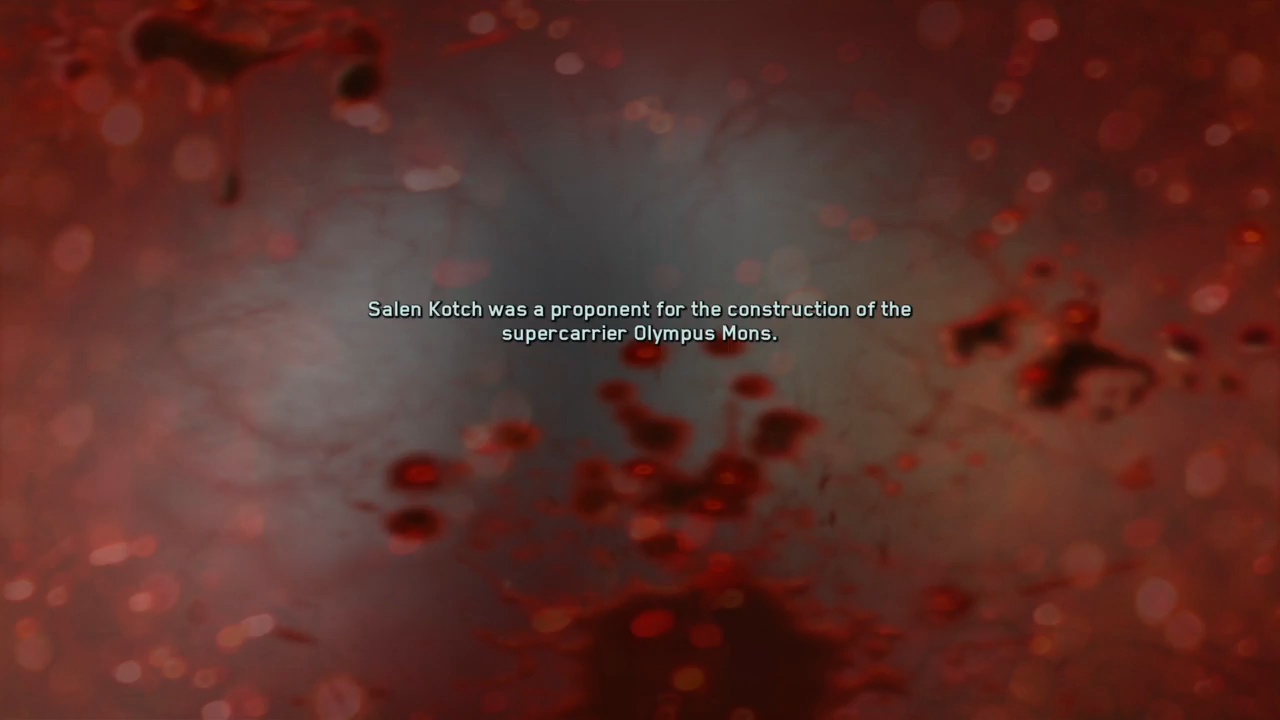 Salen Kotch was a proponent for the construction of the
supercarrier Olympus Mons.